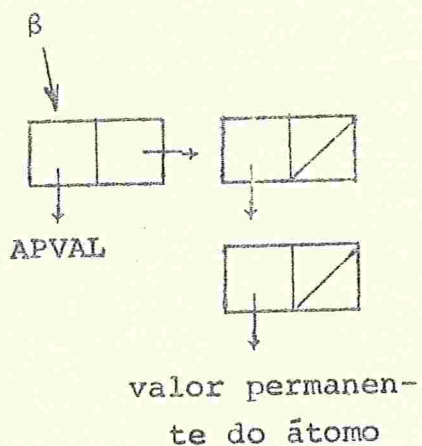 β
APVAL
valor permanen-
te do átomo